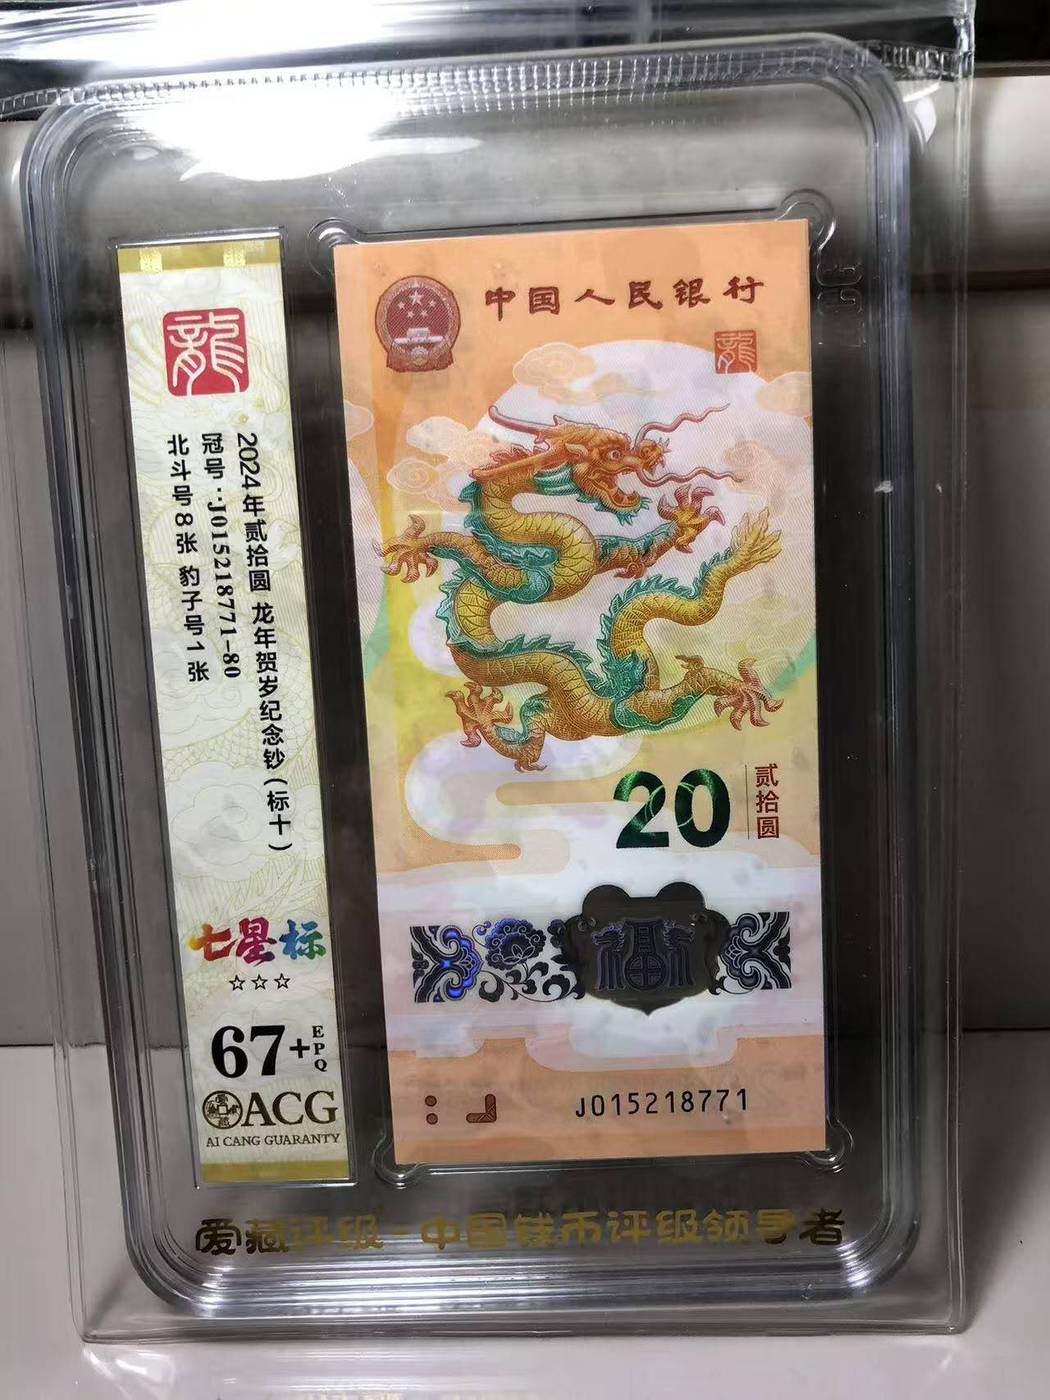 龍
2024年贰拾圆 龙年贺岁纪念钞(标十)
冠号:J015218771-80
北斗号8张 豹子号1张
七星标
☆☆☆
67+EPQ
ACG
AI CANG GUARANTY
中国人民银行
龍
20
贰拾圆
福
J015218771
爱藏评级-中国钱币评级领导者